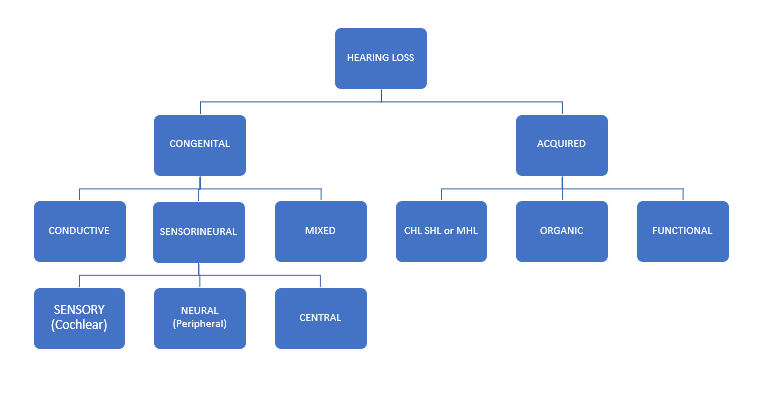 HEARING LOSS
CONGENITAL
ACQUIRED
CONDUCTIVE
SENSORINEURAL
MIXED
CHL SHL or MHL
ORGANIC
FUNCTIONAL
SENSORY
(Cochlear)
NEURAL
(Peripheral)
CENTRAL